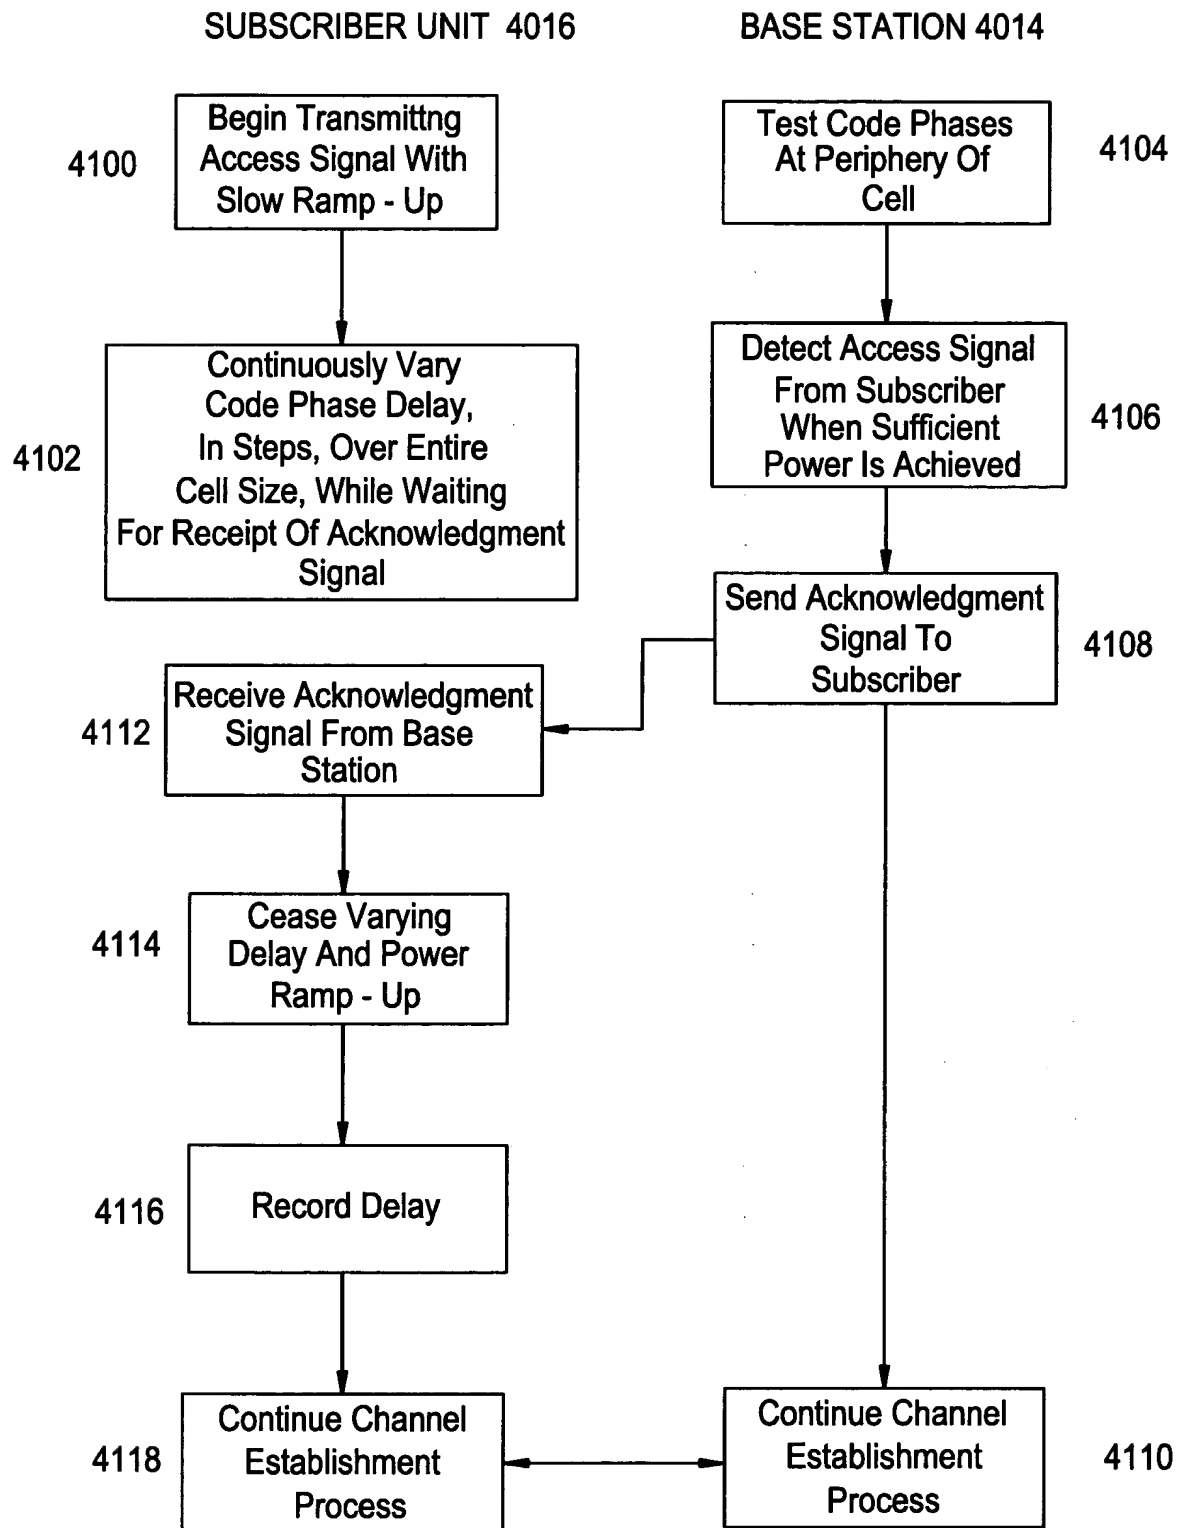 SUBSCRIBER UNIT 4016
BASE STATION 4014
4100
Begin Transmittng
Access Signal With
Slow Ramp - Up
Test Code Phases
At Periphery Of
Cell
4104
4102
Continuously Vary
Code Phase Delay,
In Steps, Over Entire
Cell Size, While Waiting
For Receipt Of Acknowledgment
Signal
Detect Access Signal
From Subscriber
When Sufficient
Power Is Achieved
4106
Send Acknowledgment
Signal To
Subscriber
4108
4112
Receive Acknowledgment
Signal From Base
Station
4114
Cease Varying
Delay And Power
Ramp - Up
4116
Record Delay
4118
Continue Channel
Establishment
Process
Continue Channel
Establishment
Process
4110